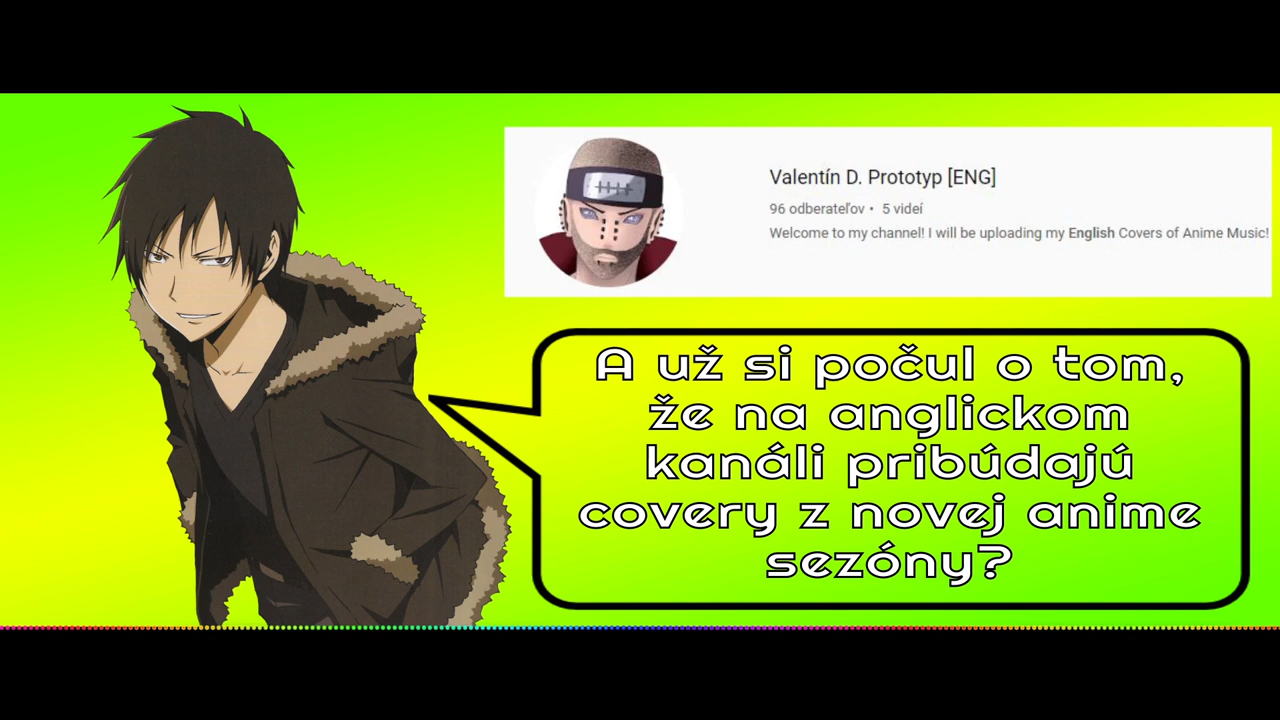 Valentín D. Prototyp [ENG]
96 odberateľov • 5 videí
Welcome to my channel! I will be uploading my English Covers of Anime Music!
A už si počul o tom,
že na anglickom
kanáli pribúdajú
covery z novej anime
sezóny?